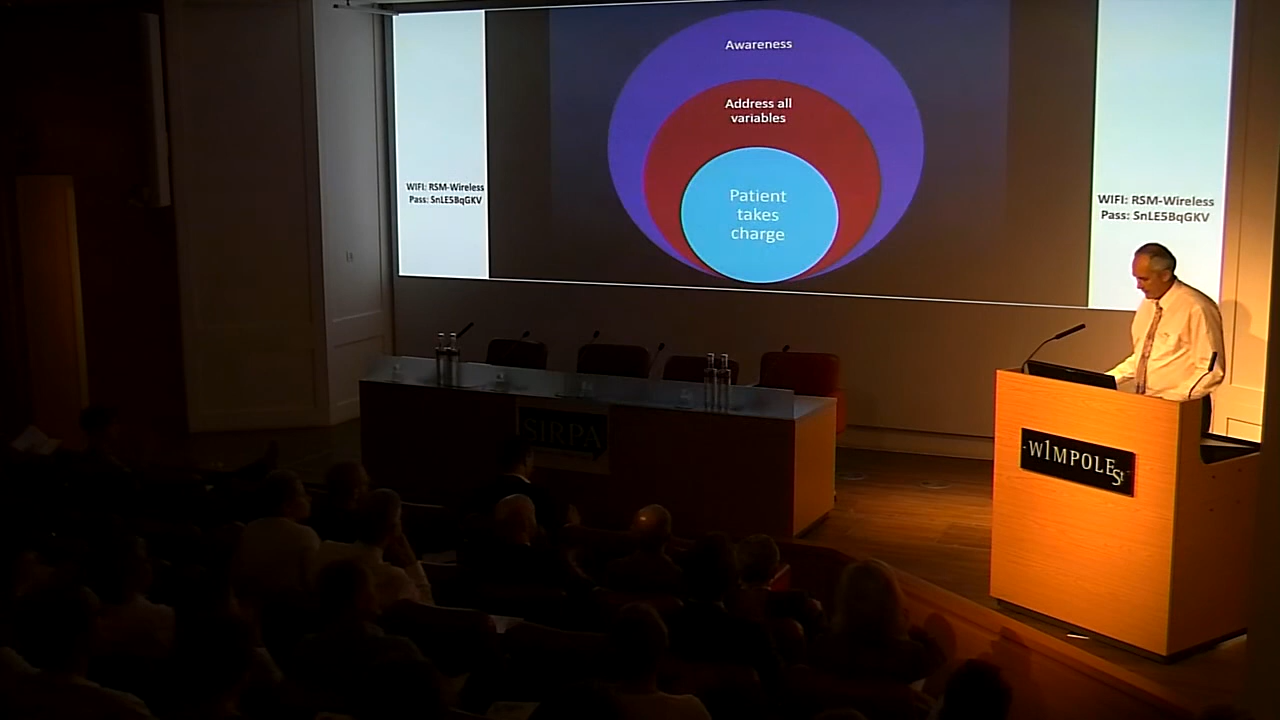 Awareness
Address all
variables
Patient
takes
charge
WIFI: RSM-Wireless
Pass: SnLE5BqGKV
WIFI: RSM-Wireless
Pass: SnLE5BqGKV
SIRPA
W1MPOLE St